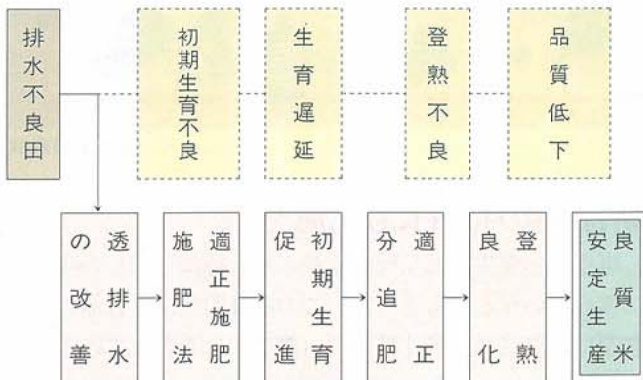 排水不良田
初期生育不良
生育遅延
登熟不良
品質低下
透排水
の改善
適正施肥
施肥法
初期生育
促進
適正
分追肥
登熟
良化
良質米
安定生産